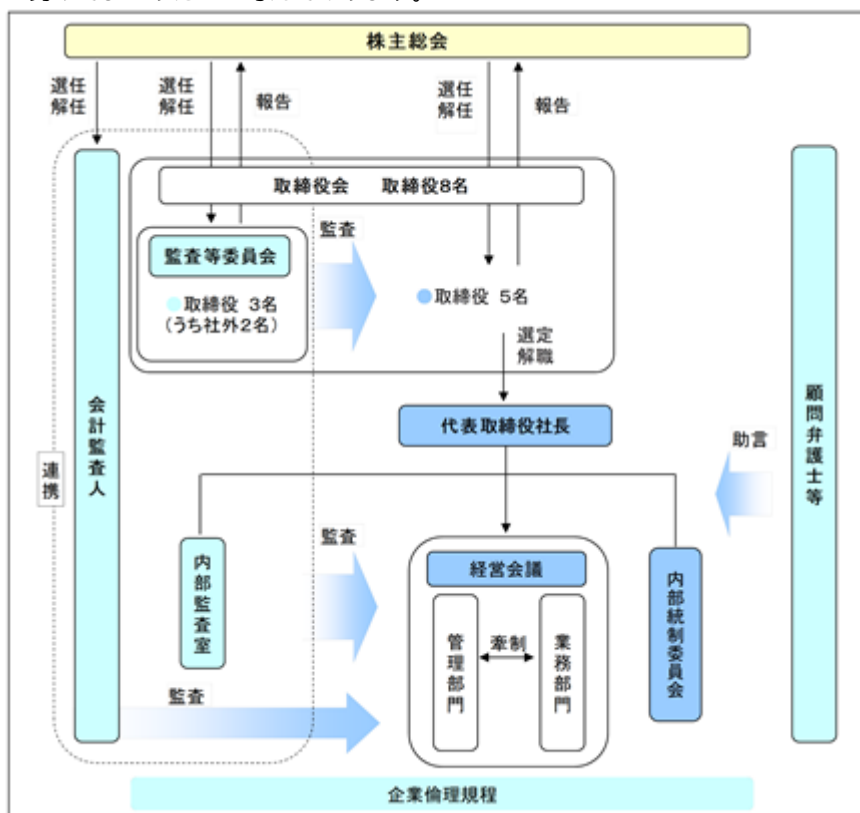 株主総会
選任
解任
選任
解任
報告
選任
解任
報告
取締役会　取締役8名
監査等委員会
取締役 3名
(うち社外2名)
監査
取締役 5名
選定
解職
代表取締役社長
会計監査人
連携
顧問弁護士等
助言
内部監査室
監査
経営会議
管理部門
牽制
業務部門
内部統制委員会
監査
企業倫理規程